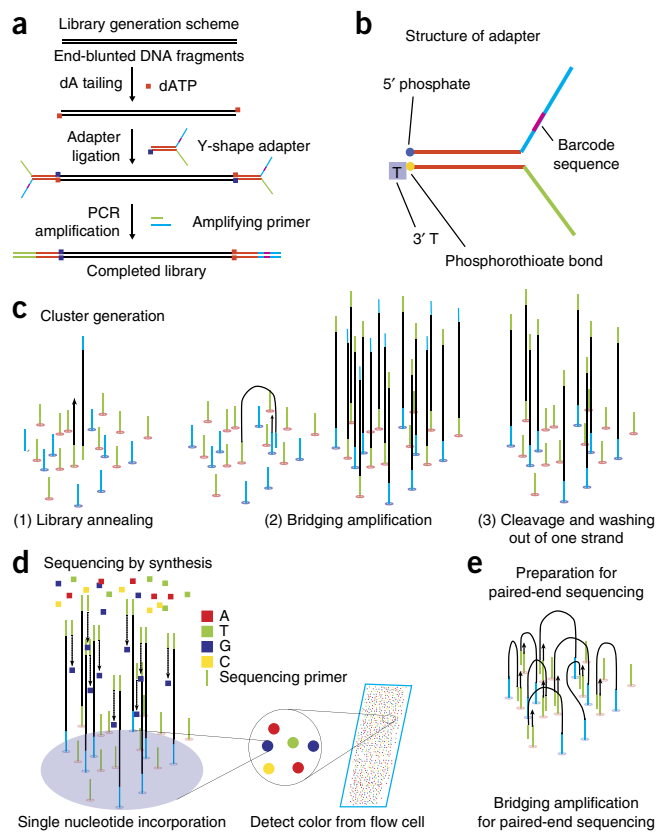 a
Library generation scheme
End-blunted DNA fragments
dA tailing
dATP
Adapter
ligation
Y-shape adapter
PCR
amplification
Amplifying primer
Completed library
b
Structure of adapter
5′ phosphate
Barcode
sequence
T
3′ T
Phosphorothioate bond
c
Cluster generation
(1) Library annealing
(2) Bridging amplification
(3) Cleavage and washing
out of one strand
d
Sequencing by synthesis
A
T
G
C
Sequencing primer
Single nucleotide incorporation
Detect color from flow cell
e
Preparation for
paired-end sequencing
Bridging amplification
for paired-end sequencing